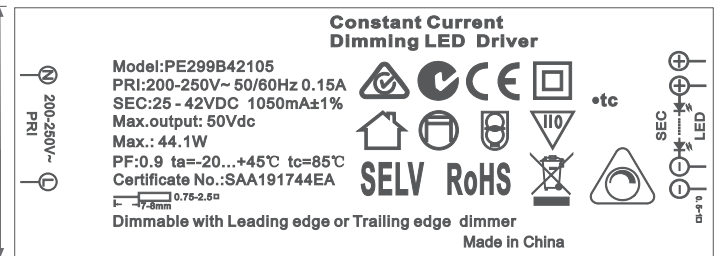 Constant Current
Dimming LED Driver
Model:PE299B42105
PRI:200-250V~ 50/60Hz 0.15A
SEC:25 - 42VDC 1050mA±1%
Max.output: 50Vdc
Max.: 44.1W
PF:0.9 ta=-20...+45℃ tc=85℃
Certificate No.:SAA191744EA
0.75-2.5¤
7-8mm
Dimmable with Leading edge or Trailing edge dimmer
Made in China
N
200-250V~
PRI
L
CE
110
SELV RoHS
•tc
SEC
LED